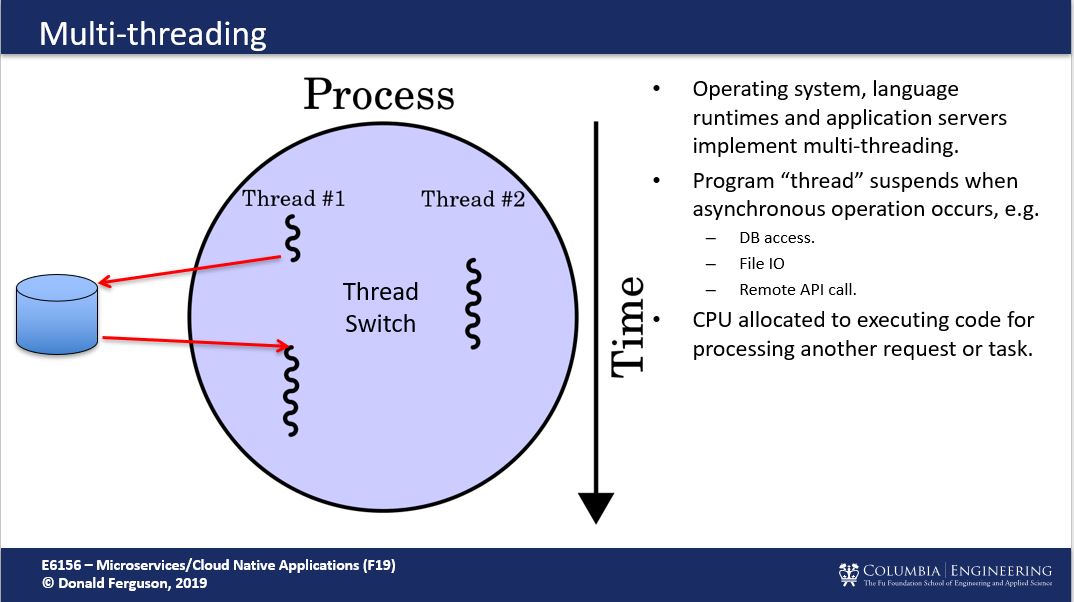 Multi-threading
Process
Thread #1
Thread #2
Thread
Switch
Time
• Operating system, language
runtimes and application servers
implement multi-threading.
• Program “thread” suspends when
asynchronous operation occurs, e.g.
– DB access.
– File IO
– Remote API call.
• CPU allocated to executing code for
processing another request or task.
E6156 – Microservices/Cloud Native Applications (F19)
© Donald Ferguson, 2019
COLUMBIA | ENGINEERING
The Fu Foundation School of Engineering and Applied Science